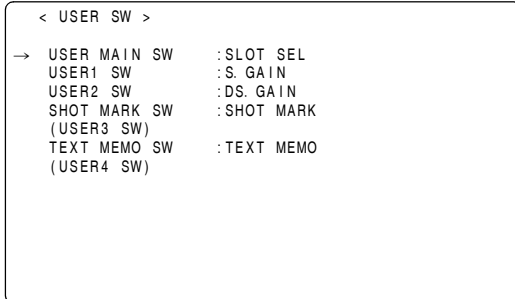 < USER SW >
→ USER MAIN SW :SLOT SEL
USER1 SW :S. GAIN
USER2 SW :DS. GAIN
SHOT MARK SW :SHOT MARK
(USER3 SW)
TEXT MEMO SW :TEXT MEMO
(USER4 SW)